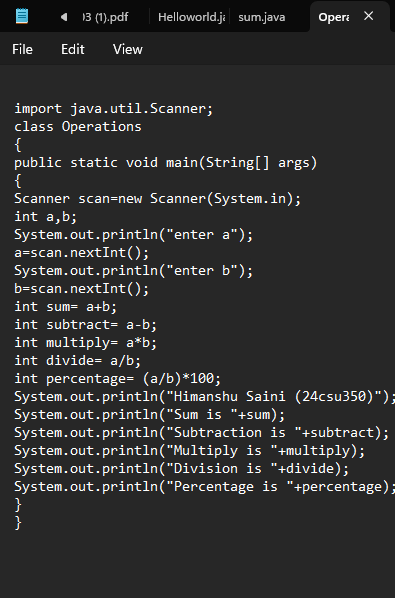 03 (1).pdf Helloworld.ja sum.java Opera
File Edit View
import java.util.Scanner;
class Operations
{
public static void main(String[] args)
{
Scanner scan=new Scanner(System.in);
int a,b;
System.out.println("enter a");
a=scan.nextInt();
System.out.println("enter b");
b=scan.nextInt();
int sum= a+b;
int subtract= a-b;
int multiply= a*b;
int divide= a/b;
int percentage= (a/b)*100;
System.out.println("Himanshu Saini (24csu350)");
System.out.println("Sum is "+sum);
System.out.println("Subtraction is "+subtract);
System.out.println("Multiply is "+multiply);
System.out.println("Division is "+divide);
System.out.println("Percentage is "+percentage);
}
}